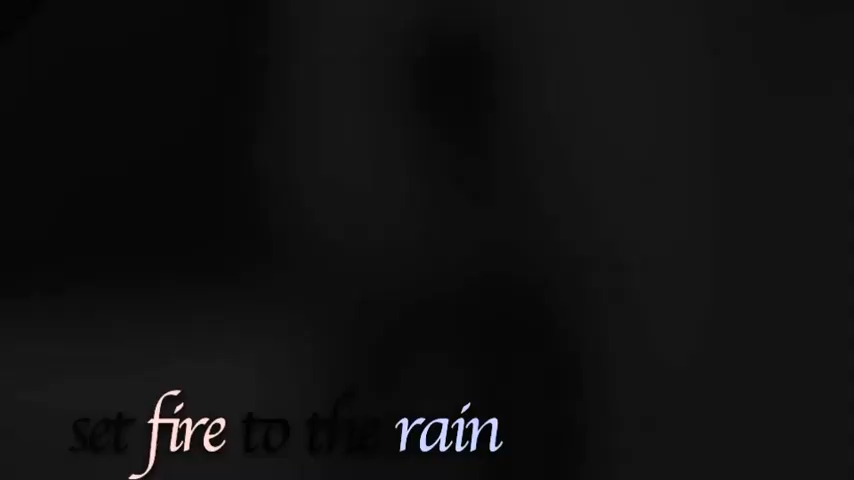 set fire to the rain